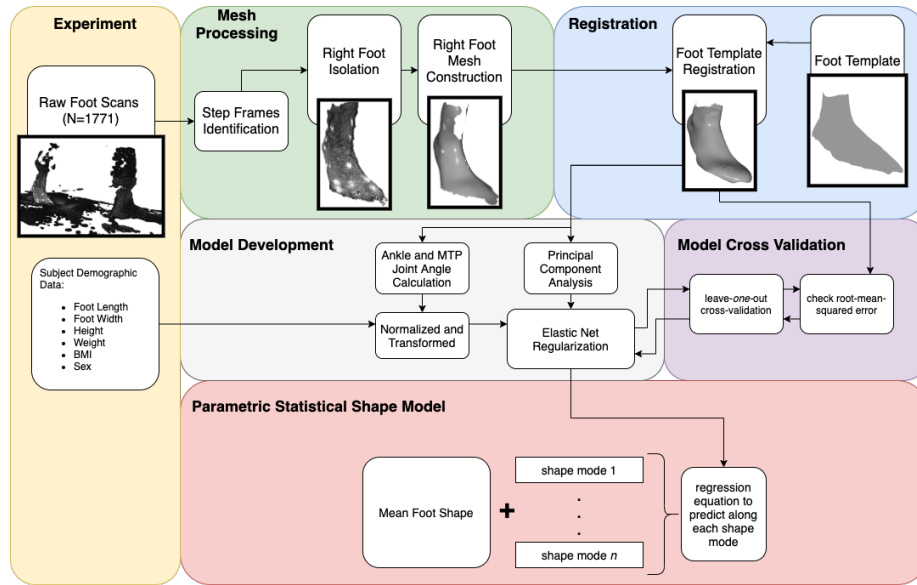 Experiment
Raw Foot Scans
(N=1771)
Subject Demographic
Data:
• Foot Length
• Foot Width
• Height
• Weight
• BMI
• Sex
Mesh
Processing
Step Frames
Identification
Right Foot
Isolation
Right Foot
Mesh
Construction
Registration
Foot Template
Registration
Foot Template
Model Development
Ankle and MTP
Joint Angle
Calculation
Principal
Component
Analysis
Normalized and
Transformed
Elastic Net
Regularization
Model Cross Validation
leave-one-out
cross-validation
check root-mean-
squared error
Parametric Statistical Shape Model
Mean Foot Shape
+
shape mode 1
.
.
.
shape mode n
regression
equation to
predict along
each shape
mode